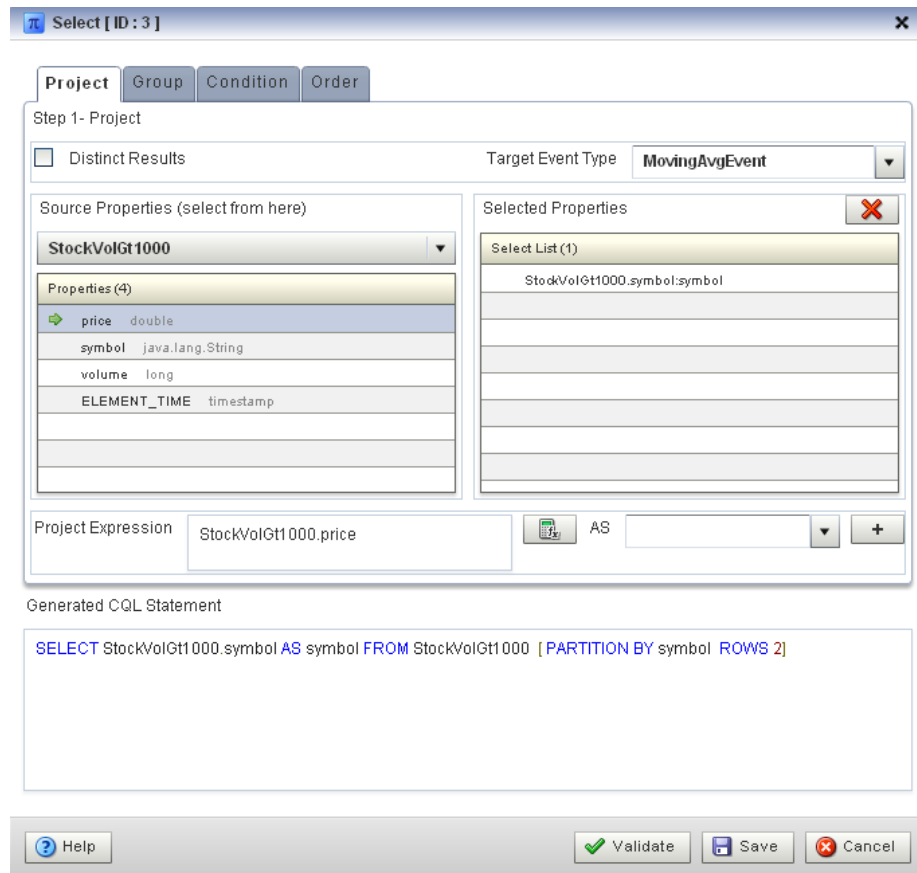 π Select [ ID : 3 ]
Project Group Condition Order
Step 1- Project
Distinct Results Target Event Type MovingAvgEvent
Source Properties (select from here) Selected Properties
StockVolGt1000 Select List (1)
StockVolGt1000.symbol:symbol
Properties (4)
price double
symbol java.lang.String
volume long
ELEMENT_TIME timestamp
Project Expression StockVolGt1000.price fx AS +
Generated CQL Statement
SELECT StockVolGt1000.symbol AS symbol FROM StockVolGt1000 [ PARTITION BY symbol ROWS 2]
? Help Validate Save Cancel